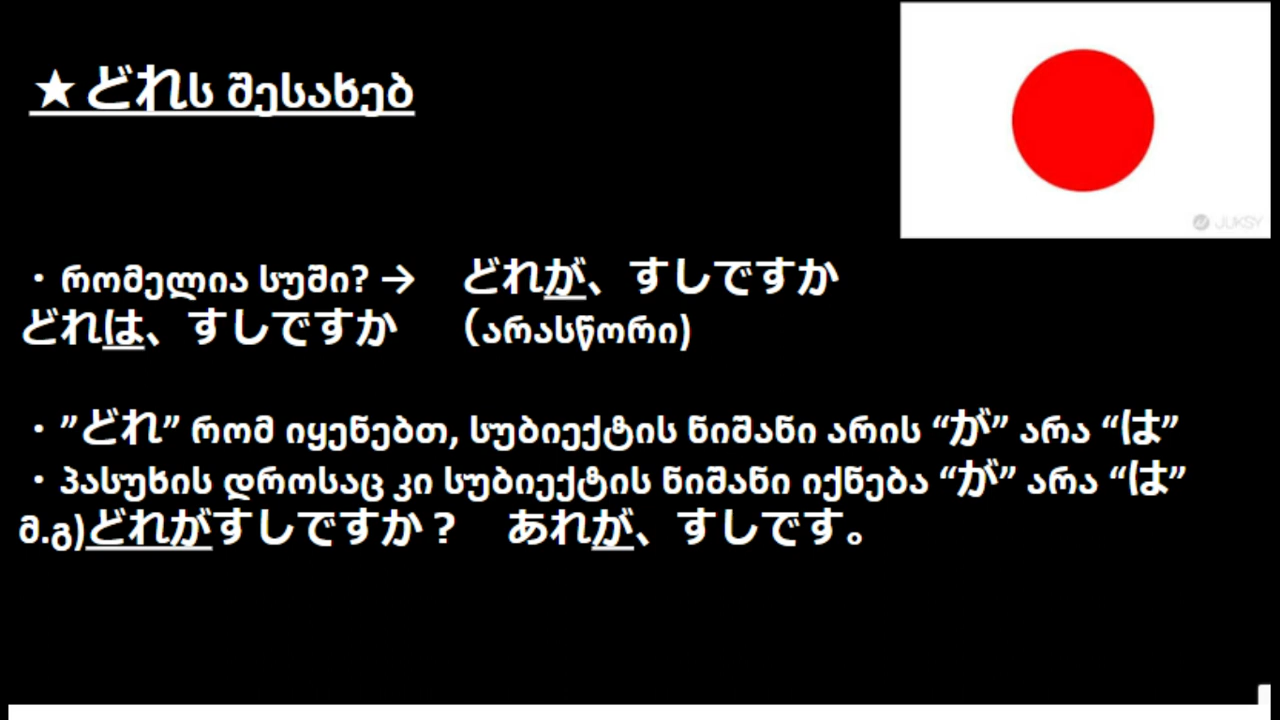 ★どれს შესახებ
JUKSY
・რომელია სუში? → どれが、すしですか
どれは、すしですか (არასწორი)
・”どれ” რომ იყენებთ, სუბიექტის ნიშანი არის “が” არა “は”
・პასუხის დროსაც კი სუბიექტის ნიშანი იქნება “が” არა “は”
მ.გ)どれがすしですか？ あれが、すしです。